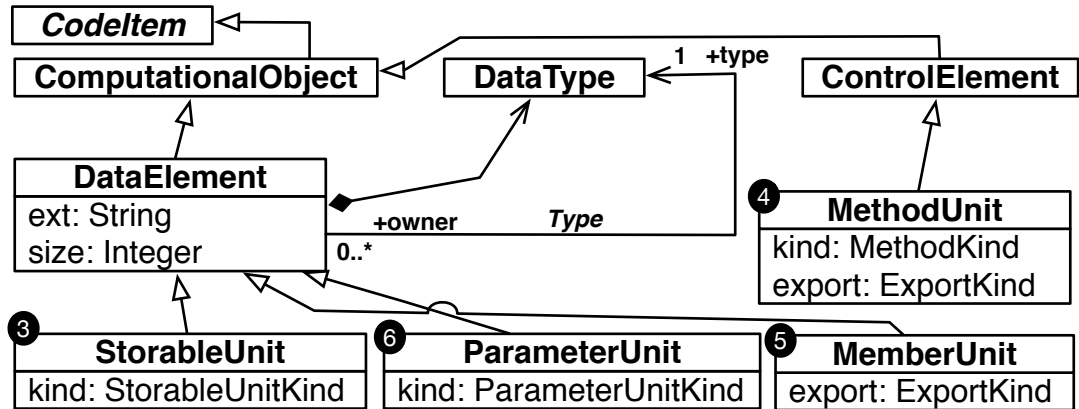 CodeItem
1 +type
ComputationalObject
DataType
ControlElement
DataElement
ext: String
size: Integer
+owner
Type
0..*
4
MethodUnit
kind: MethodKind
export: ExportKind
3
StorableUnit
kind: StorableUnitKind
6
ParameterUnit
kind: ParameterUnitKind
5
MemberUnit
export: ExportKind